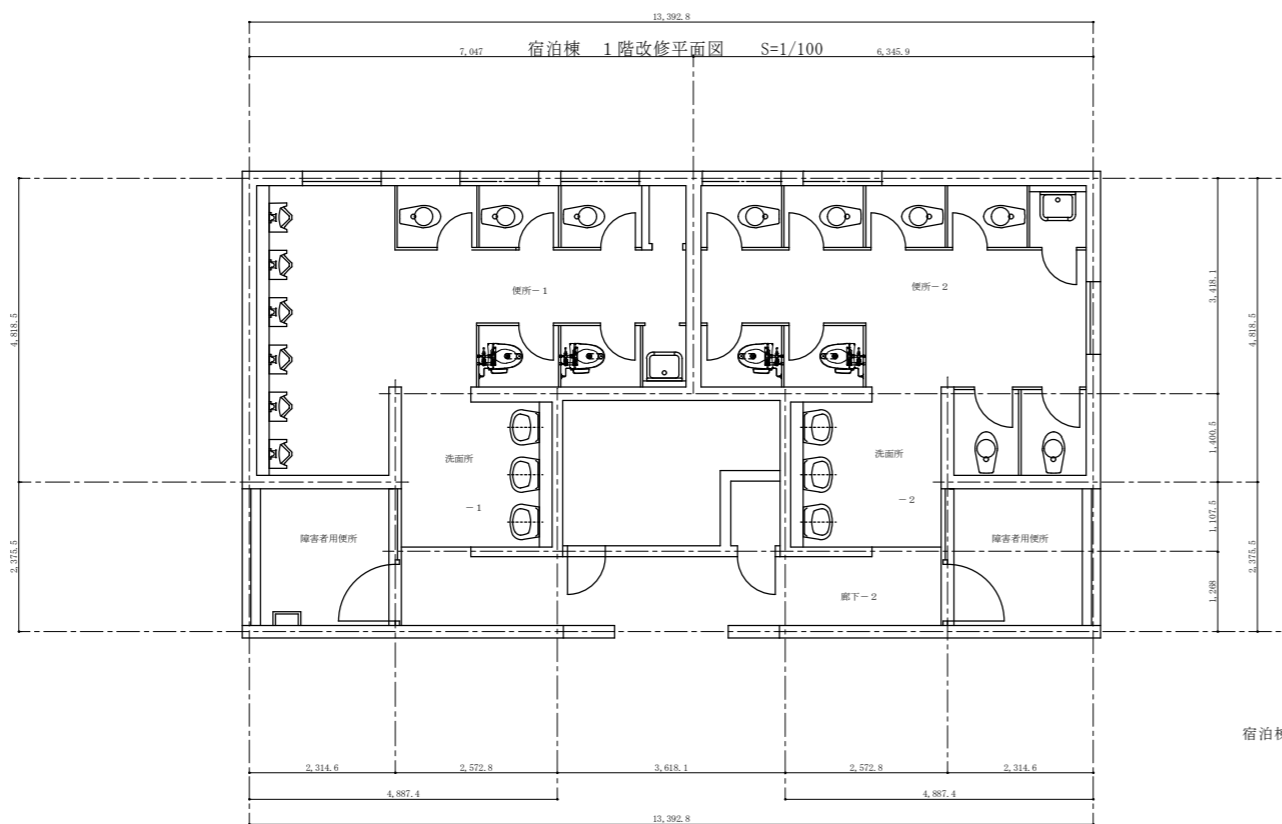 13,392.8
宿泊棟　１階改修平面図　S=1/100
7,047
6,345.9
4,818.5
2,375.5
3,418.1
1,400.5
1,107.5
1,268
4,818.5
2,375.5
便所－1
便所－2
洗面所
－1
洗面所
－2
障害者用便所
障害者用便所
廊下－2
宿泊棟
2,314.6
2,572.8
3,618.1
2,572.8
2,314.6
4,887.4
4,887.4
13,392.8